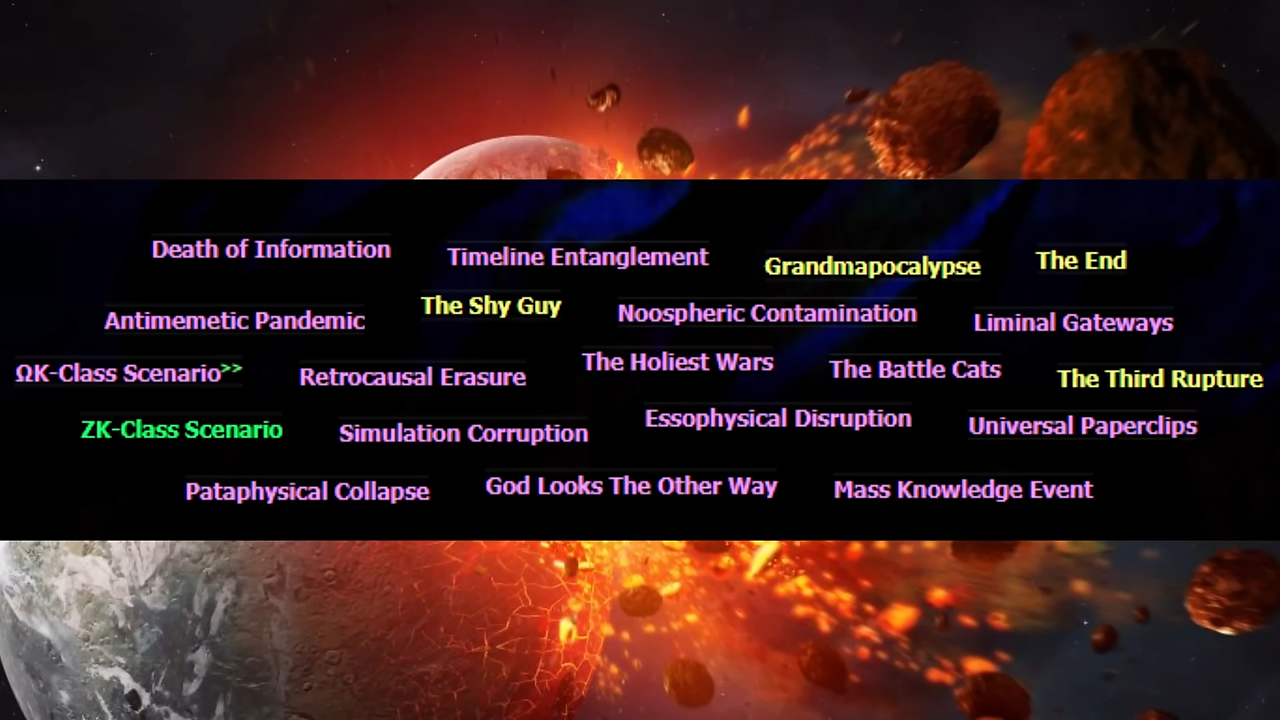 Death of Information Timeline Entanglement Grandmapocalypse The End
Antimemetic Pandemic The Shy Guy Noospheric Contamination Liminal Gateways
ΩK-Class Scenario>> Retrocausal Erasure The Holiest Wars The Battle Cats The Third Rupture
ZK-Class Scenario Simulation Corruption Essophysical Disruption Universal Paperclips
Pataphysical Collapse God Looks The Other Way Mass Knowledge Event